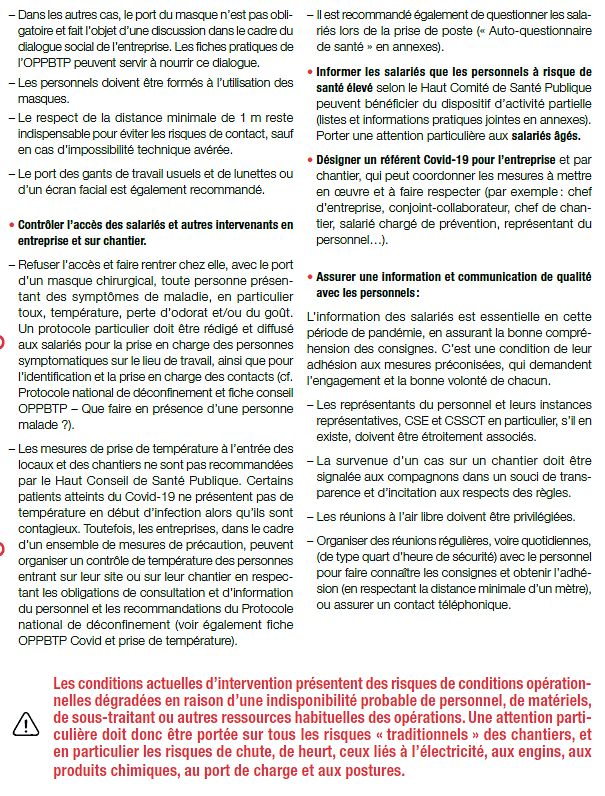 – Dans les autres cas, le port du masque n'est pas obli-
gatoire et fait l'objet d'une discussion dans le cadre du
dialogue social de l'entreprise. Les fiches pratiques de
l'OPPBTP peuvent servir à nourrir ce dialogue.
– Les personnels doivent être formés à l'utilisation des
masques.
– Le respect de la distance minimale de 1 m reste
indispensable pour éviter les risques de contact, sauf
en cas d'impossibilité technique avérée.
– Le port des gants de travail usuels et de lunettes ou
d'un écran facial est également recommandé.
• Contrôler l'accès des salariés et autres intervenants en
entreprise et sur chantier.
– Refuser l'accès et faire rentrer chez elle, avec le port
d'un masque chirurgical, toute personne présen-
tant des symptômes de maladie, en particulier
toux, température, perte d'odorat et/ou du goût.
Un protocole particulier doit être rédigé et diffusé
aux salariés pour la prise en charge des personnes
symptomatiques sur le lieu de travail, ainsi que pour
l'identification et la prise en charge des contacts (cf.
Protocole national de déconfinement et fiche conseil
OPPBTP – Que faire en présence d'une personne
malade ?).
– Les mesures de prise de température à l'entrée des
locaux et des chantiers ne sont pas recommandées
par le Haut Conseil de Santé Publique. Certains
patients atteints du Covid-19 ne présentent pas de
température en début d'infection alors qu'ils sont
contagieux. Toutefois, les entreprises, dans le cadre
d'un ensemble de mesures de précaution, peuvent
organiser un contrôle de température des personnes
entrant sur leur site ou sur leur chantier en respec-
tant les obligations de consultation et d'information
du personnel et les recommandations du Protocole
national de déconfinement (voir également fiche
OPPBTP Covid et prise de température).
– Il est recommandé également de questionner les sala-
riés lors de la prise de poste (« Auto-questionnaire
de santé » en annexes).
• Informer les salariés que les personnels à risque de
santé élevé selon le Haut Comité de Santé Publique
peuvent bénéficier du dispositif d'activité partielle
(listes et informations pratiques jointes en annexes).
Porter une attention particulière aux salariés âgés.
• Désigner un référent Covid-19 pour l'entreprise et par
chantier, qui peut coordonner les mesures à mettre
en œuvre et à faire respecter (par exemple : chef
d'entreprise, conjoint-collaborateur, chef de chan-
tier, salarié chargé de prévention, représentant du
personnel…).
• Assurer une information et communication de qualité
avec les personnels :
L'information des salariés est essentielle en cette
période de pandémie, en assurant la bonne compré-
hension des consignes. C'est une condition de leur
adhésion aux mesures préconisées, qui demandent
l'engagement et la bonne volonté de chacun.
– Les représentants du personnel et leurs instances
représentatives, CSE et CSSCT en particulier, s'il en
existe, doivent être étroitement associés.
– La survenue d'un cas sur un chantier doit être
signalée aux compagnons dans un souci de trans-
parence et d'incitation aux respects des règles.
– Les réunions à l'air libre doivent être privilégiées.
– Organiser des réunions régulières, voire quotidiennes,
(de type quart d'heure de sécurité) avec le personnel
pour faire connaître les consignes et obtenir l'adhé-
sion (en respectant la distance minimale d'un mètre),
ou assurer un contact téléphonique.
Les conditions actuelles d'intervention présentent des risques de conditions opération-
nelles dégradées en raison d'une indisponibilité probable de personnel, de matériels,
de sous-traitant ou autres ressources habituelles des opérations. Une attention parti-
culière doit donc être portée sur tous les risques « traditionnels » des chantiers, et
en particulier les risques de chute, de heurt, ceux liés à l'électricité, aux engins, aux
produits chimiques, au port de charge et aux postures.